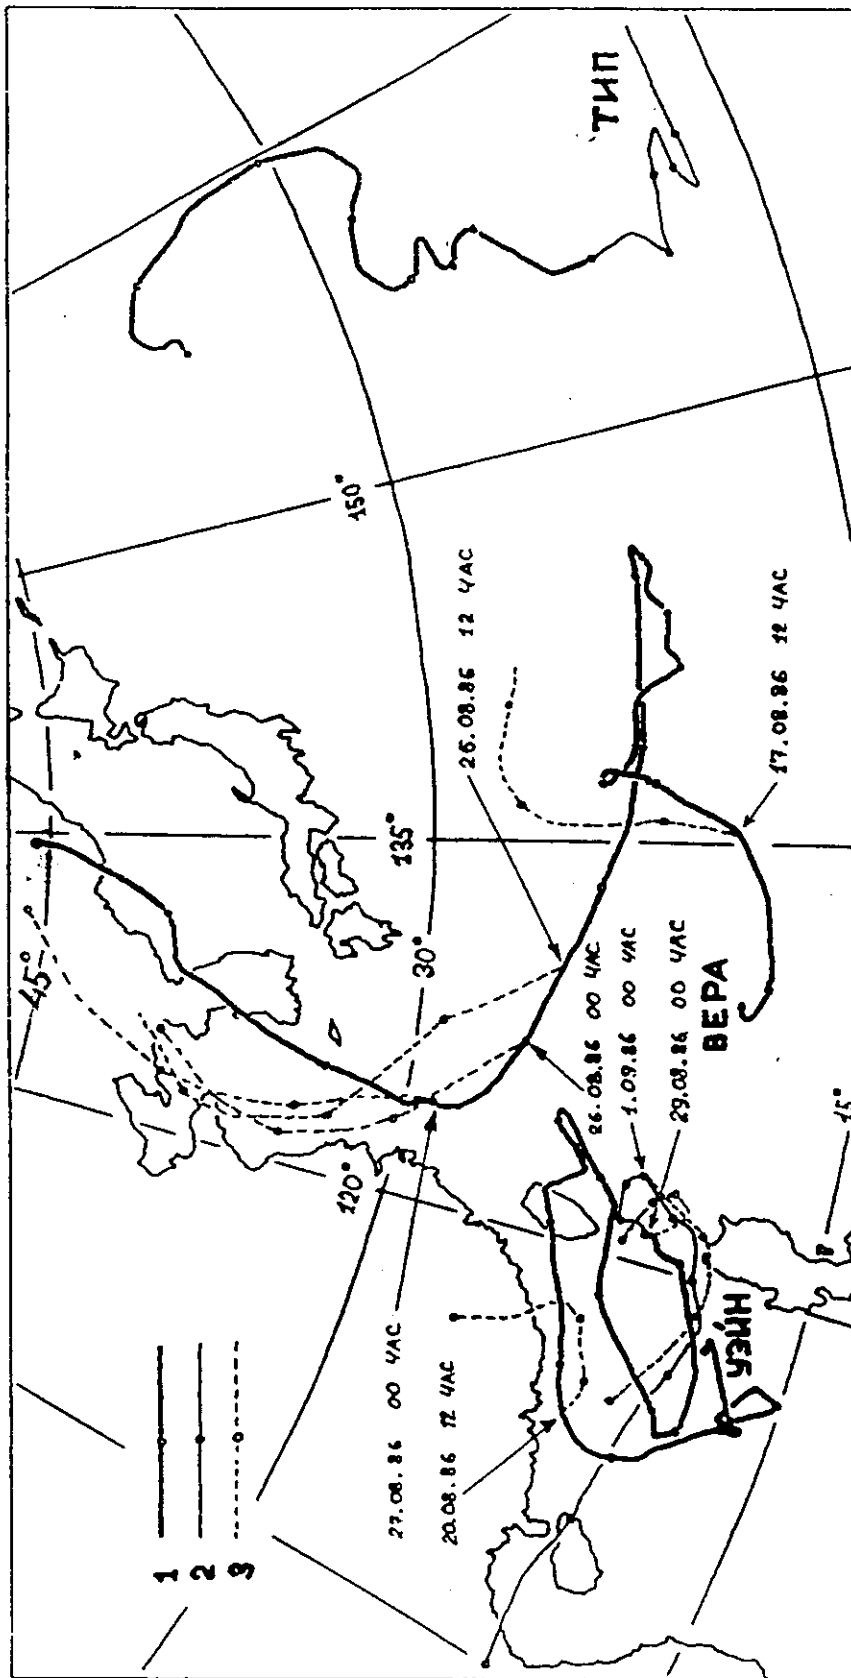 1
2
3
45°
30°
15°
120°
135°
150°
27.08.86 00 ЧАС
20.08.86 12 ЧАС
26.08.86 12 ЧАС
26.08.86 00 ЧАС
1.09.86 00 ЧАС
29.08.86 00 ЧАС
17.08.86 12 ЧАС
УЭЙН
ВЕРА
ТИП